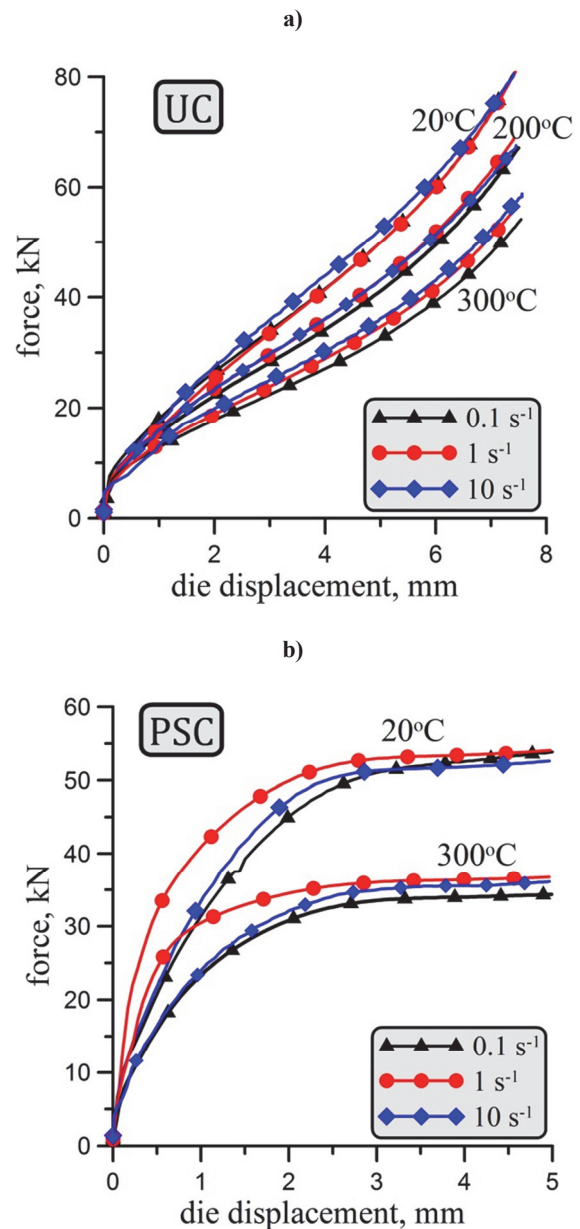 a)
UC
80
60
40
20
0
force, kN
20°C
200°C
300°C
0.1 s⁻¹
1 s⁻¹
10 s⁻¹
0 2 4 6 8
die displacement, mm
b)
PSC
60
50
40
30
20
10
0
force, kN
20°C
300°C
0.1 s⁻¹
1 s⁻¹
10 s⁻¹
0 1 2 3 4 5
die displacement, mm